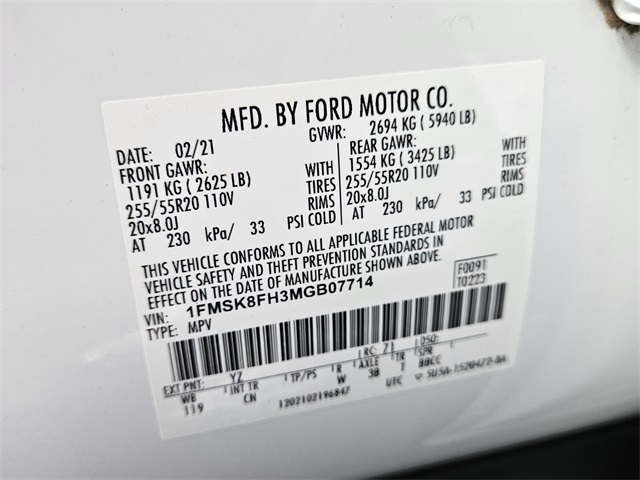 MFD. BY FORD MOTOR CO.
DATE: 02/21 GVWR: 2694 KG ( 5940 LB)
FRONT GAWR: WITH REAR GAWR: WITH
1191 KG ( 2625 LB) TIRES 1554 KG ( 3425 LB) TIRES
255/55R20 110V RIMS 255/55R20 110V RIMS
20x8.0J PSI COLD 20x8.0J PSI COLD
AT 230 kPa/ 33 AT 230 kPa/ 33
THIS VEHICLE CONFORMS TO ALL APPLICABLE FEDERAL MOTOR
VEHICLE SAFETY AND THEFT PREVENTION STANDARDS IN
EFFECT ON THE DATE OF MANUFACTURE SHOWN ABOVE.
F0091
T0223
VIN: 1FMSK8FH3MGB07714
TYPE: MPV
EXT PNT: YZ RC: 71 DSO:
WB INT TR TP/PS R AXLE TR SPR
119 CN W 3B T BBCC
1202102196847 UTC